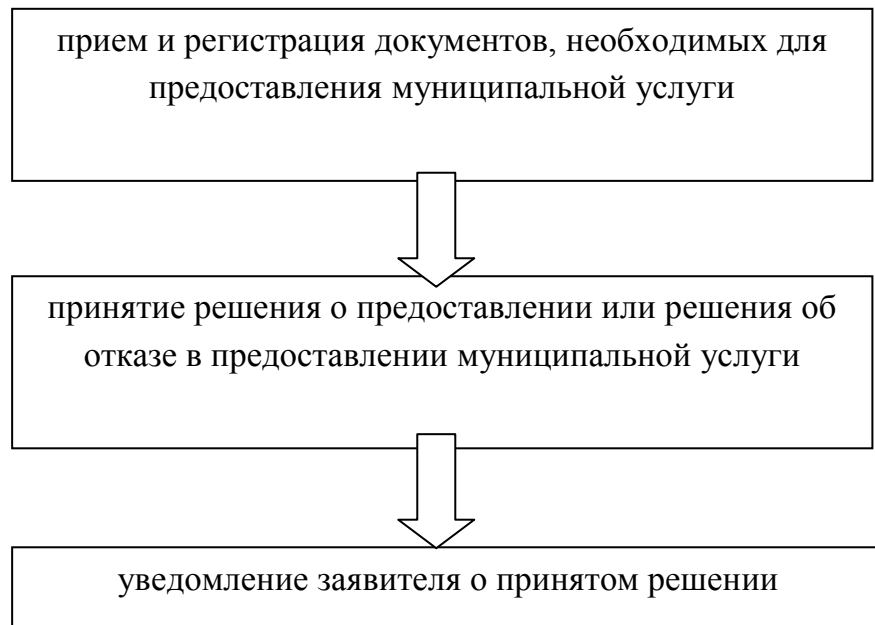 прием и регистрация документов, необходимых для
предоставления муниципальной услуги
принятие решения о предоставлении или решения об
отказе в предоставлении муниципальной услуги
уведомление заявителя о принятом решении